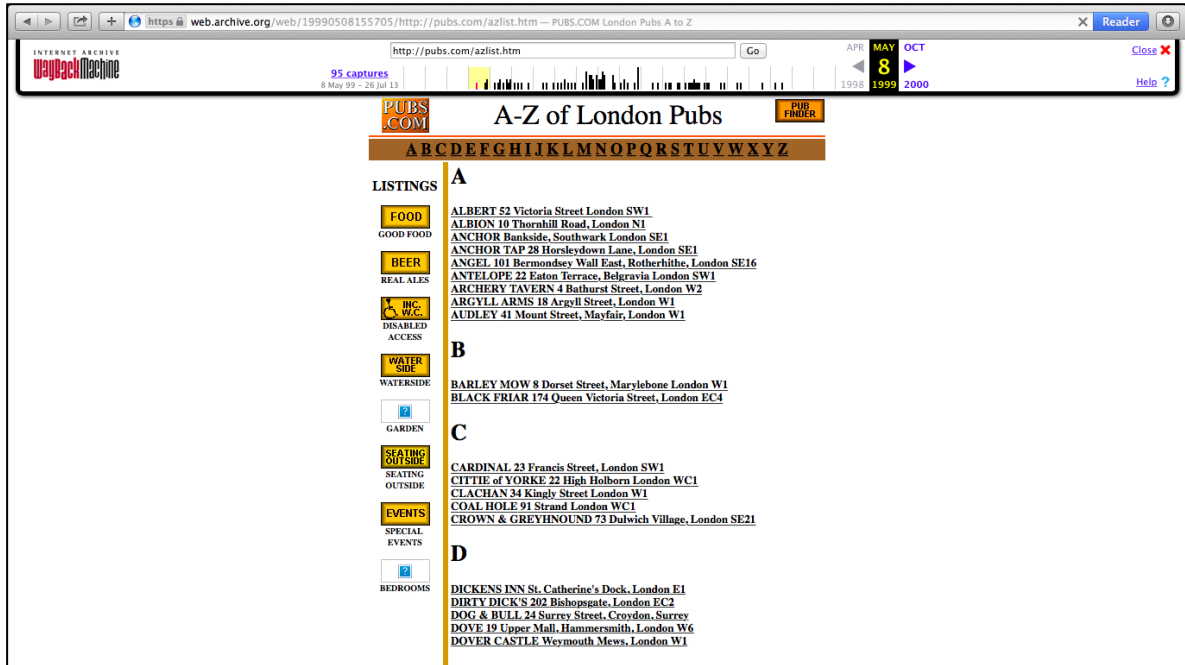 https web.archive.org/web/19990508155705/http://pubs.com/azlist.htm — PUBS.COM London Pubs A to Z
Reader
INTERNET ARCHIVE
WayBackMachine
http://pubs.com/azlist.htm
Go
95 captures
8 May 99 - 26 Jul 13
APR MAY OCT
8
1998 1999 2000
Close
Help ?
PUBS
.COM
A-Z of London Pubs
PUB
FINDER
A B C D E F G H I J K L M N O P Q R S T U V W X Y Z
LISTINGS
FOOD
GOOD FOOD
BEER
REAL ALES
INC.
W.C.
DISABLED
ACCESS
WATER
SIDE
WATERSIDE
?
GARDEN
SEATING
OUTSIDE
SEATING
OUTSIDE
EVENTS
SPECIAL
EVENTS
?
BEDROOMS
A
ALBERT 52 Victoria Street London SW1
ALBION 10 Thornhill Road, London N1
ANCHOR Bankside, Southwark London SE1
ANCHOR TAP 28 Horsleydown Lane, London SE1
ANGEL 101 Bermondsey Wall East, Rotherhithe, London SE16
ANTELOPE 22 Eaton Terrace, Belgravia London SW1
ARCHERY TAVERN 4 Bathurst Street, London W2
ARGYLL ARMS 18 Argyll Street, London W1
AUDLEY 41 Mount Street, Mayfair, London W1
B
BARLEY MOW 8 Dorset Street, Marylebone London W1
BLACK FRIAR 174 Queen Victoria Street, London EC4
C
CARDINAL 23 Francis Street, London SW1
CITTIE of YORKE 22 High Holborn London WC1
CLACHAN 34 Kingly Street London W1
COAL HOLE 91 Strand London WC1
CROWN & GREYHNOUND 73 Dulwich Village, London SE21
D
DICKENS INN St. Catherine's Dock, London E1
DIRTY DICK'S 202 Bishopsgate, London EC2
DOG & BULL 24 Surrey Street, Croydon, Surrey
DOVE 19 Upper Mall, Hammersmith, London W6
DOVER CASTLE Weymouth Mews, London W1